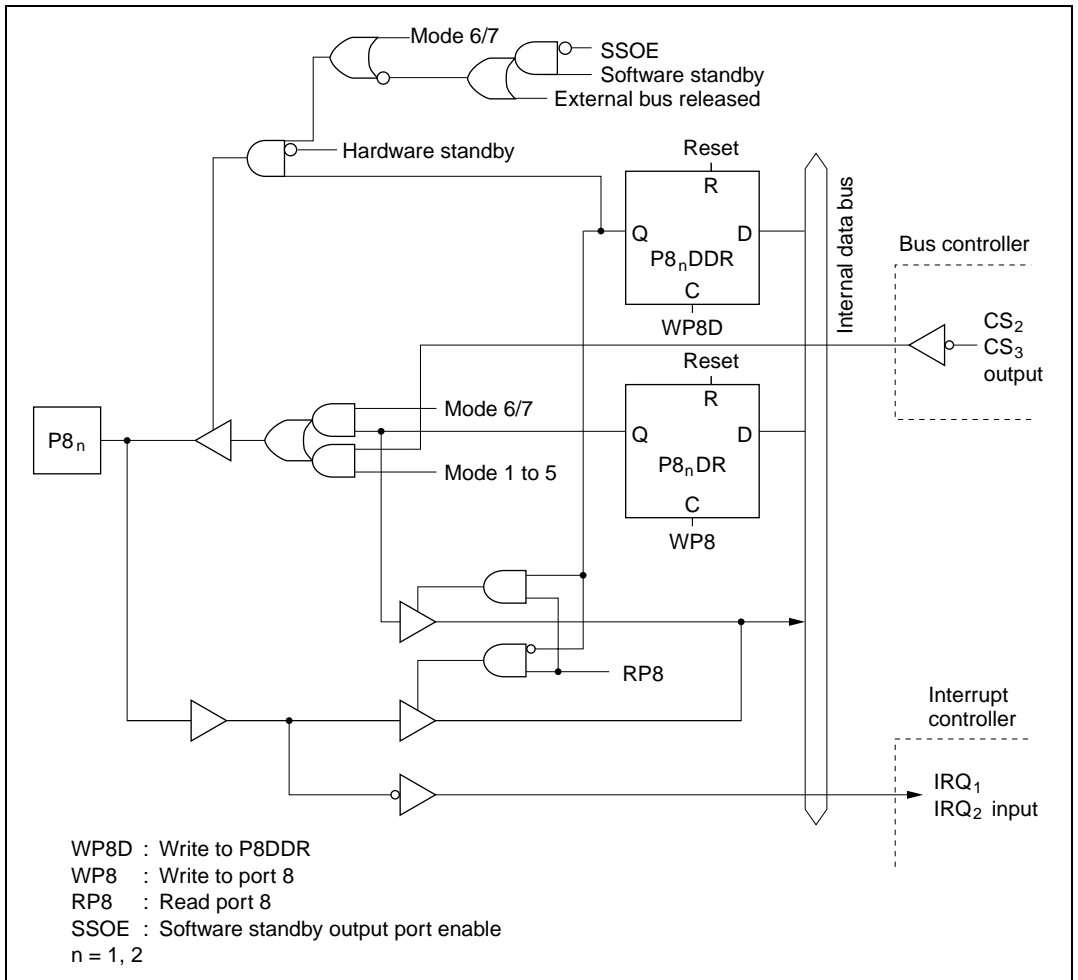 Mode 6/7
SSOE
Software standby
External bus released
Hardware standby
Reset
R
Q D
P8nDDR
C
WP8D
Internal data bus
Bus controller
CS2
CS3
output
Reset
R
Mode 6/7
Q D
P8n
P8nDR
Mode 1 to 5
C
WP8
RP8
Interrupt
controller
IRQ1
IRQ2 input
WP8D : Write to P8DDR
WP8 : Write to port 8
RP8 : Read port 8
SSOE : Software standby output port enable
n = 1, 2